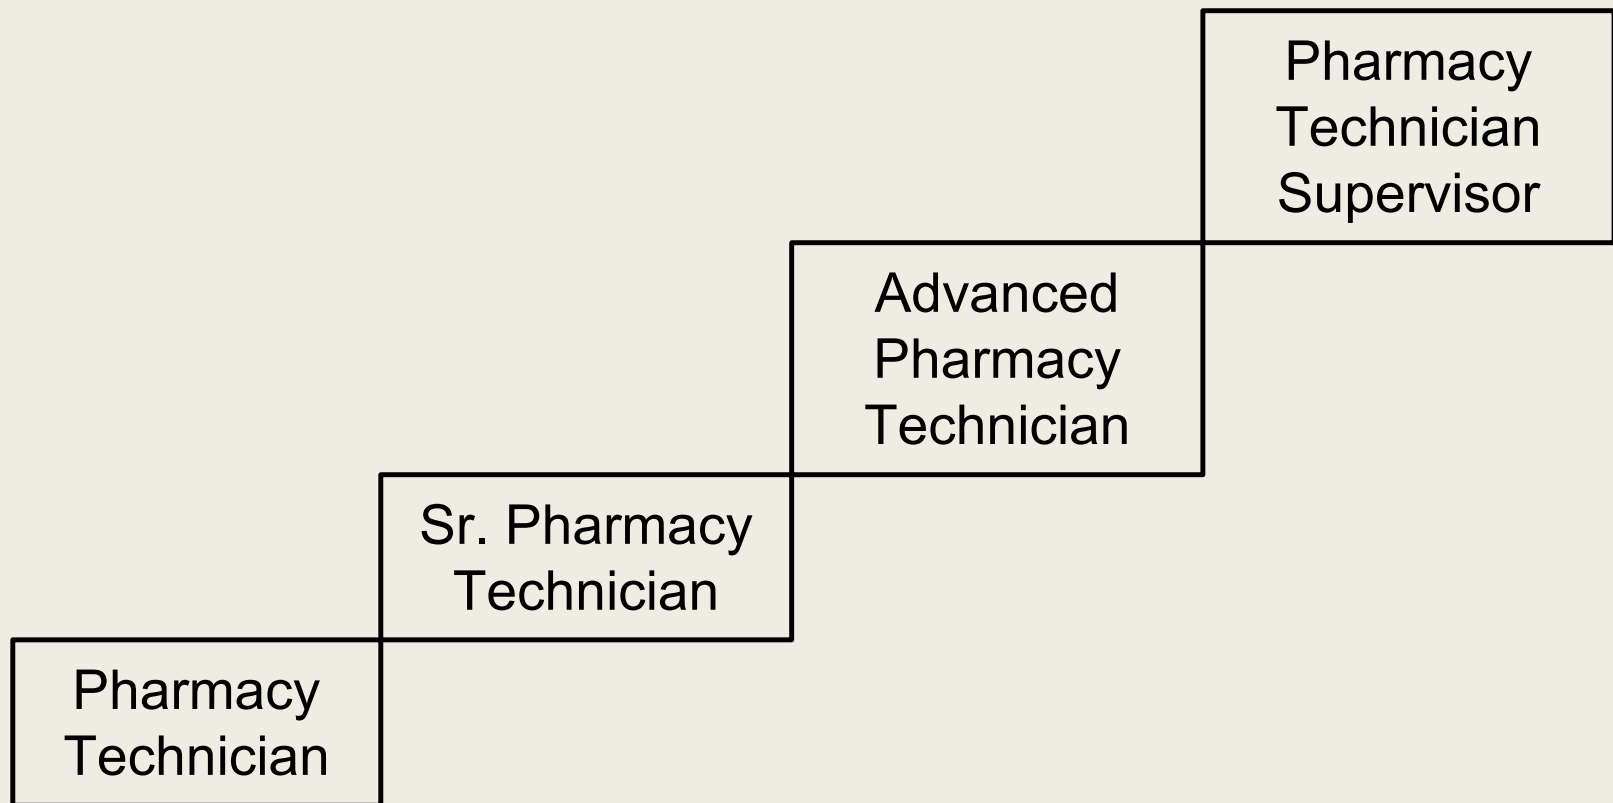 Pharmacy
Technician
Supervisor
Advanced
Pharmacy
Technician
Sr. Pharmacy
Technician
Pharmacy
Technician